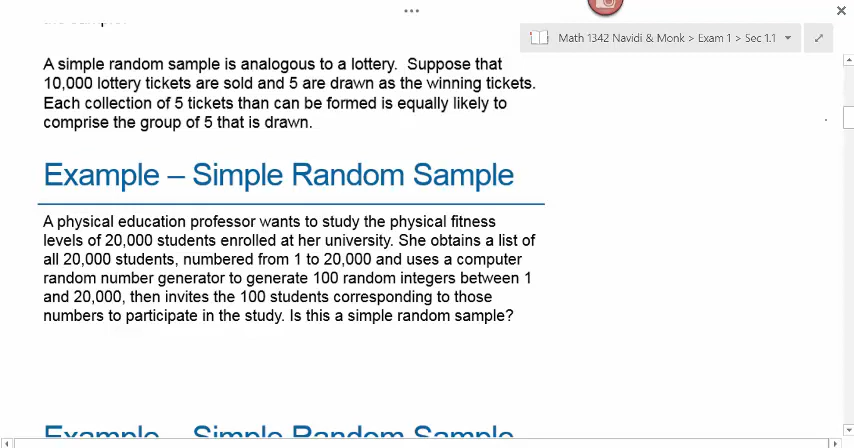 Math 1342 Navidi & Monk > Exam 1 > Sec 1.1
A simple random sample is analogous to a lottery. Suppose that
10,000 lottery tickets are sold and 5 are drawn as the winning tickets.
Each collection of 5 tickets than can be formed is equally likely to
comprise the group of 5 that is drawn.
Example – Simple Random Sample
A physical education professor wants to study the physical fitness
levels of 20,000 students enrolled at her university. She obtains a list of
all 20,000 students, numbered from 1 to 20,000 and uses a computer
random number generator to generate 100 random integers between 1
and 20,000, then invites the 100 students corresponding to those
numbers to participate in the study. Is this a simple random sample?
Example – Simple Random Sample